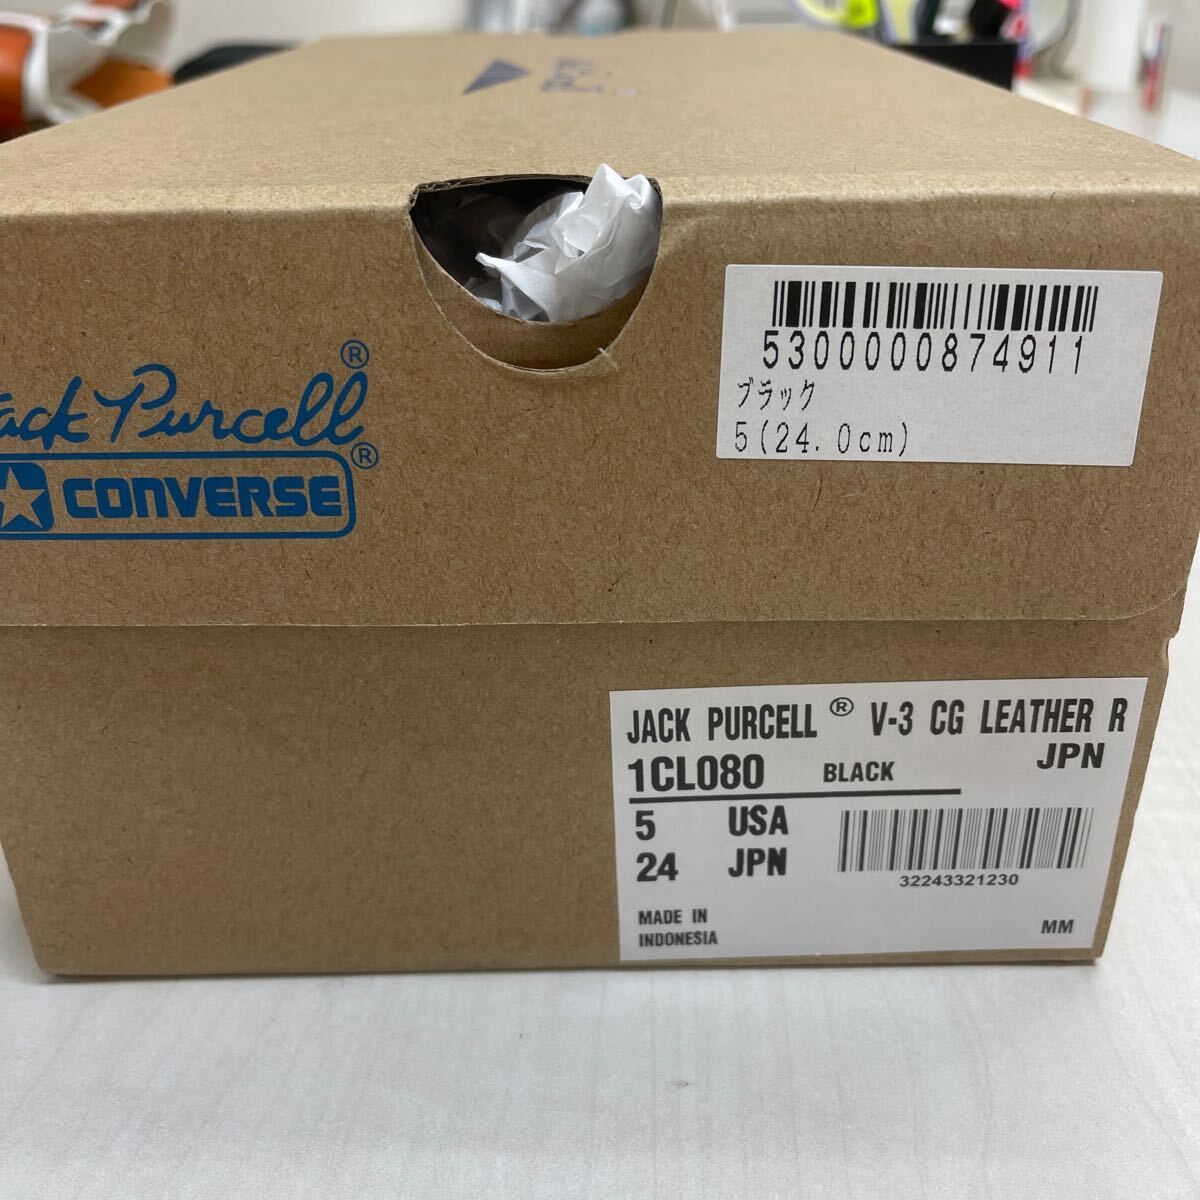 Jack Purcell®
CONVERSE®
5300000874911
ブラック
5(24.0cm)
JACK PURCELL® V-3 CG LEATHER R
JPN
1CL080 BLACK
5 USA
24 JPN
32243321230
MADE IN
INDONESIA
MM